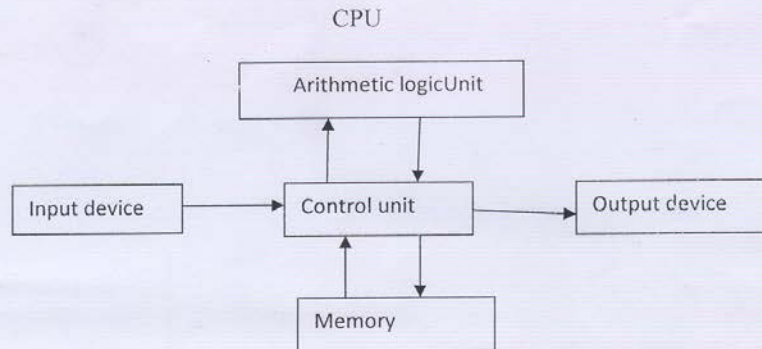 CPU
Arithmetic logicUnit
Input device
Control unit
Output device
Memory